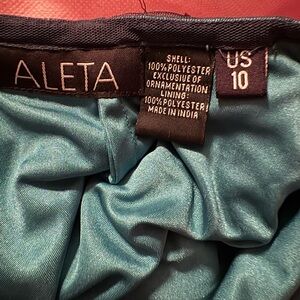 ALETA
SHELL:
100% POLYESTER
EXCLUSIVE OF
ORNAMENTATION
LINING:
100% POLYESTER
MADE IN INDIA
US
10